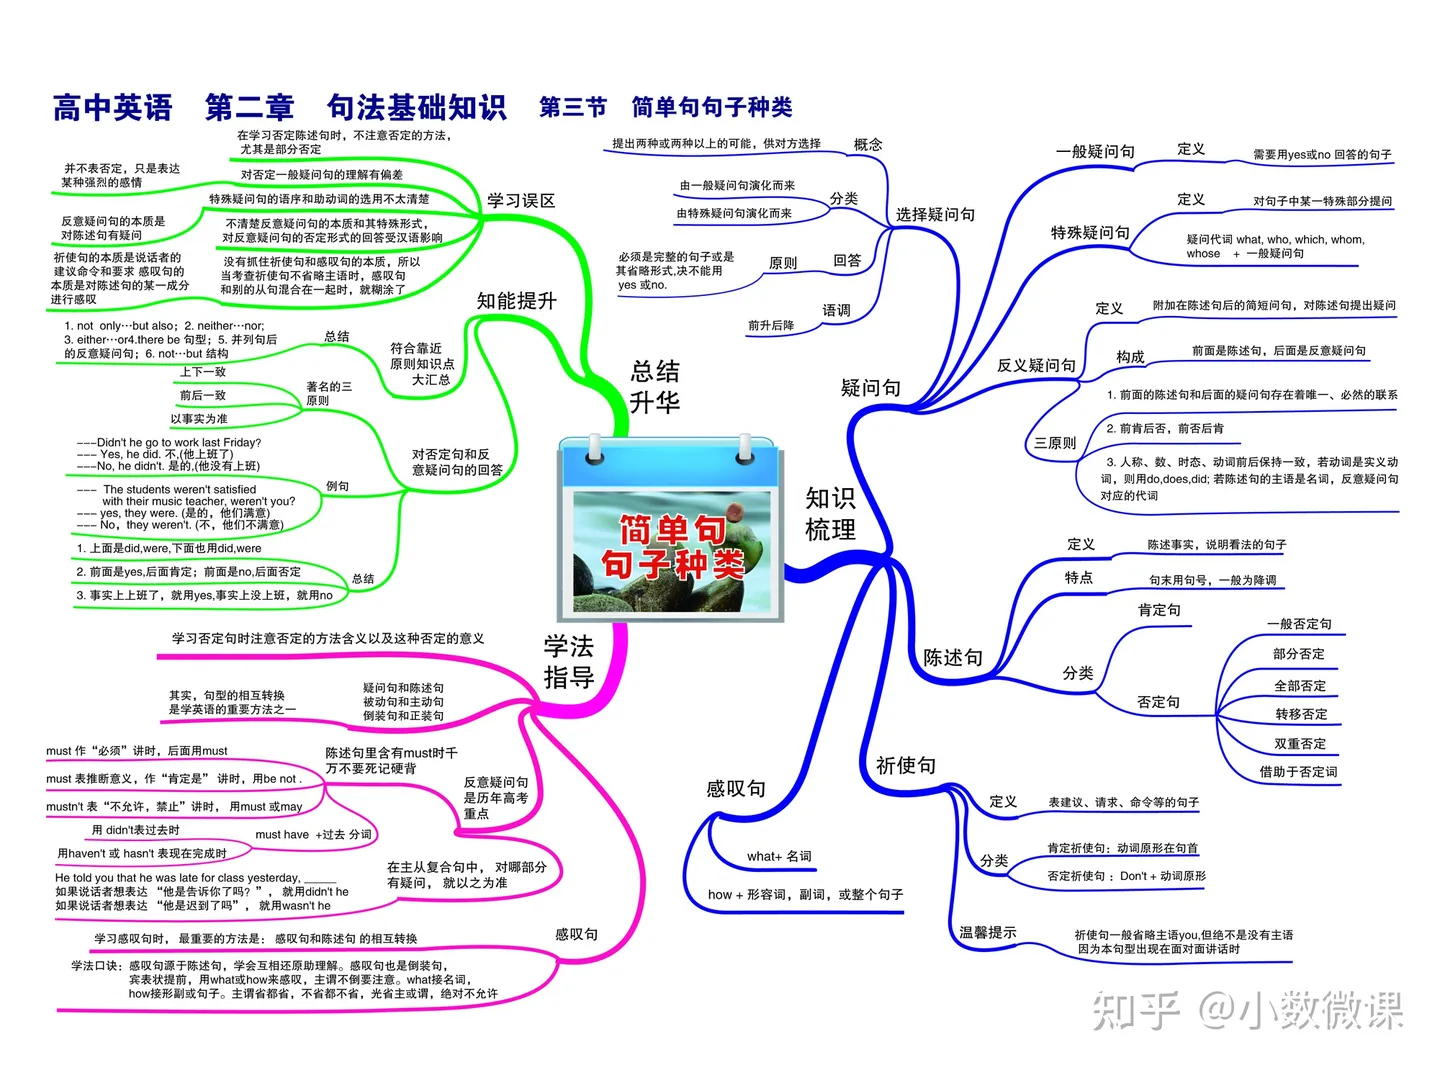 高中英语 第二章 句法基础知识 第三节 简单句句子种类
总结
升华
学习误区
在学习否定陈述句时，不注意否定的方法，
尤其是部分否定
对否定一般疑问句的理解有偏差
并不表否定，只是表达
某种强烈的感情
特殊疑问句的语序和助动词的选用不太清楚
反意疑问句的本质是
对陈述句有疑问
不清楚反意疑问句的本质和其特殊形式，
对反意疑问句的否定形式的回答受汉语影响
没有抓住祈使句和感叹句的本质，所以
当考查祈使句不省略主语时，感叹句
和别的从句混合在一起时，就糊涂了
祈使句的本质是说话者的
建议命令和要求 感叹句的
本质是对陈述句的某一成分
进行感叹
知能提升
符合靠近
原则知识点
大汇总
总结
1. not only…but also；2. neither…nor;
3. either…or4.there be 句型；5. 并列句后
的反意疑问句；6. not…but 结构
对否定句和反
意疑问句的回答
著名的三
原则
上下一致
前后一致
以事实为准
例句
---Didn't he go to work last Friday?
--- Yes, he did. 不,(他上班了)
---No, he didn't. 是的,(他没有上班)
--- The students weren't satisfied
with their music teacher, weren't you?
--- yes, they were. (是的，他们满意)
--- No，they weren't. (不，他们不满意)
总结
1. 上面是did,were,下面也用did,were
2. 前面是yes,后面肯定；前面是no,后面否定
3. 事实上上班了，就用yes,事实上没上班，就用no
简单句
句子种类
学法
指导
学习否定句时注意否定的方法含义以及这种否定的意义
疑问句和陈述句
被动句和主动句
倒装句和正装句
其实，句型的相互转换
是学英语的重要方法之一
反意疑问句
是历年高考
重点
陈述句里含有must时千
万不要死记硬背
must 作“必须”讲时，后面用must
must 表推断意义，作“肯定是” 讲时，用be not .
mustn't 表“不允许，禁止”讲时， 用must 或may
must have +过去 分词
用 didn't表过去时
用haven't 或 hasn't 表现在完成时
在主从复合句中， 对哪部分
有疑问， 就以之为准
He told you that he was late for class yesterday, _____
如果说话者想表达 “他是告诉你了吗？”， 就用didn't he
如果说话者想表达 “他是迟到了吗”， 就用wasn't he
感叹句
学习感叹句时， 最重要的方法是： 感叹句和陈述句 的相互转换
学法口诀：感叹句源于陈述句，学会互相还原助理解。感叹句也是倒装句，
宾表状提前，用what或how来感叹，主谓不倒要注意。what接名词，
how接形副或句子。主谓省都省，不省都不省，光省主或谓，绝对不允许
知识
梳理
疑问句
一般疑问句
定义
需要用yes或no 回答的句子
特殊疑问句
定义
对句子中某一特殊部分提问
疑问代词 what, who, which, whom,
whose + 一般疑问句
反义疑问句
定义
附加在陈述句后的简短问句，对陈述句提出疑问
构成
前面是陈述句，后面是反意疑问句
三原则
1. 前面的陈述句和后面的疑问句存在着唯一、必然的联系
2. 前肯后否，前否后肯
3. 人称、数、时态、动词前后保持一致，若动词是实义动
词，则用do,does,did; 若陈述句的主语是名词，反意疑问句
对应的代词
选择疑问句
概念
提出两种或两种以上的可能，供对方选择
分类
由一般疑问句演化而来
由特殊疑问句演化而来
回答
原则
必须是完整的句子或是
其省略形式,决不能用
yes 或no.
语调
前升后降
陈述句
定义
陈述事实，说明看法的句子
特点
句末用句号，一般为降调
分类
肯定句
否定句
一般否定句
部分否定
全部否定
转移否定
双重否定
借助于否定词
祈使句
定义
表建议、请求、命令等的句子
分类
肯定祈使句：动词原形在句首
否定祈使句 ：Don't + 动词原形
温馨提示
祈使句一般省略主语you,但绝不是没有主语
因为本句型出现在面对面讲话时
感叹句
what+ 名词
how + 形容词，副词，或整个句子
知乎 @小数微课